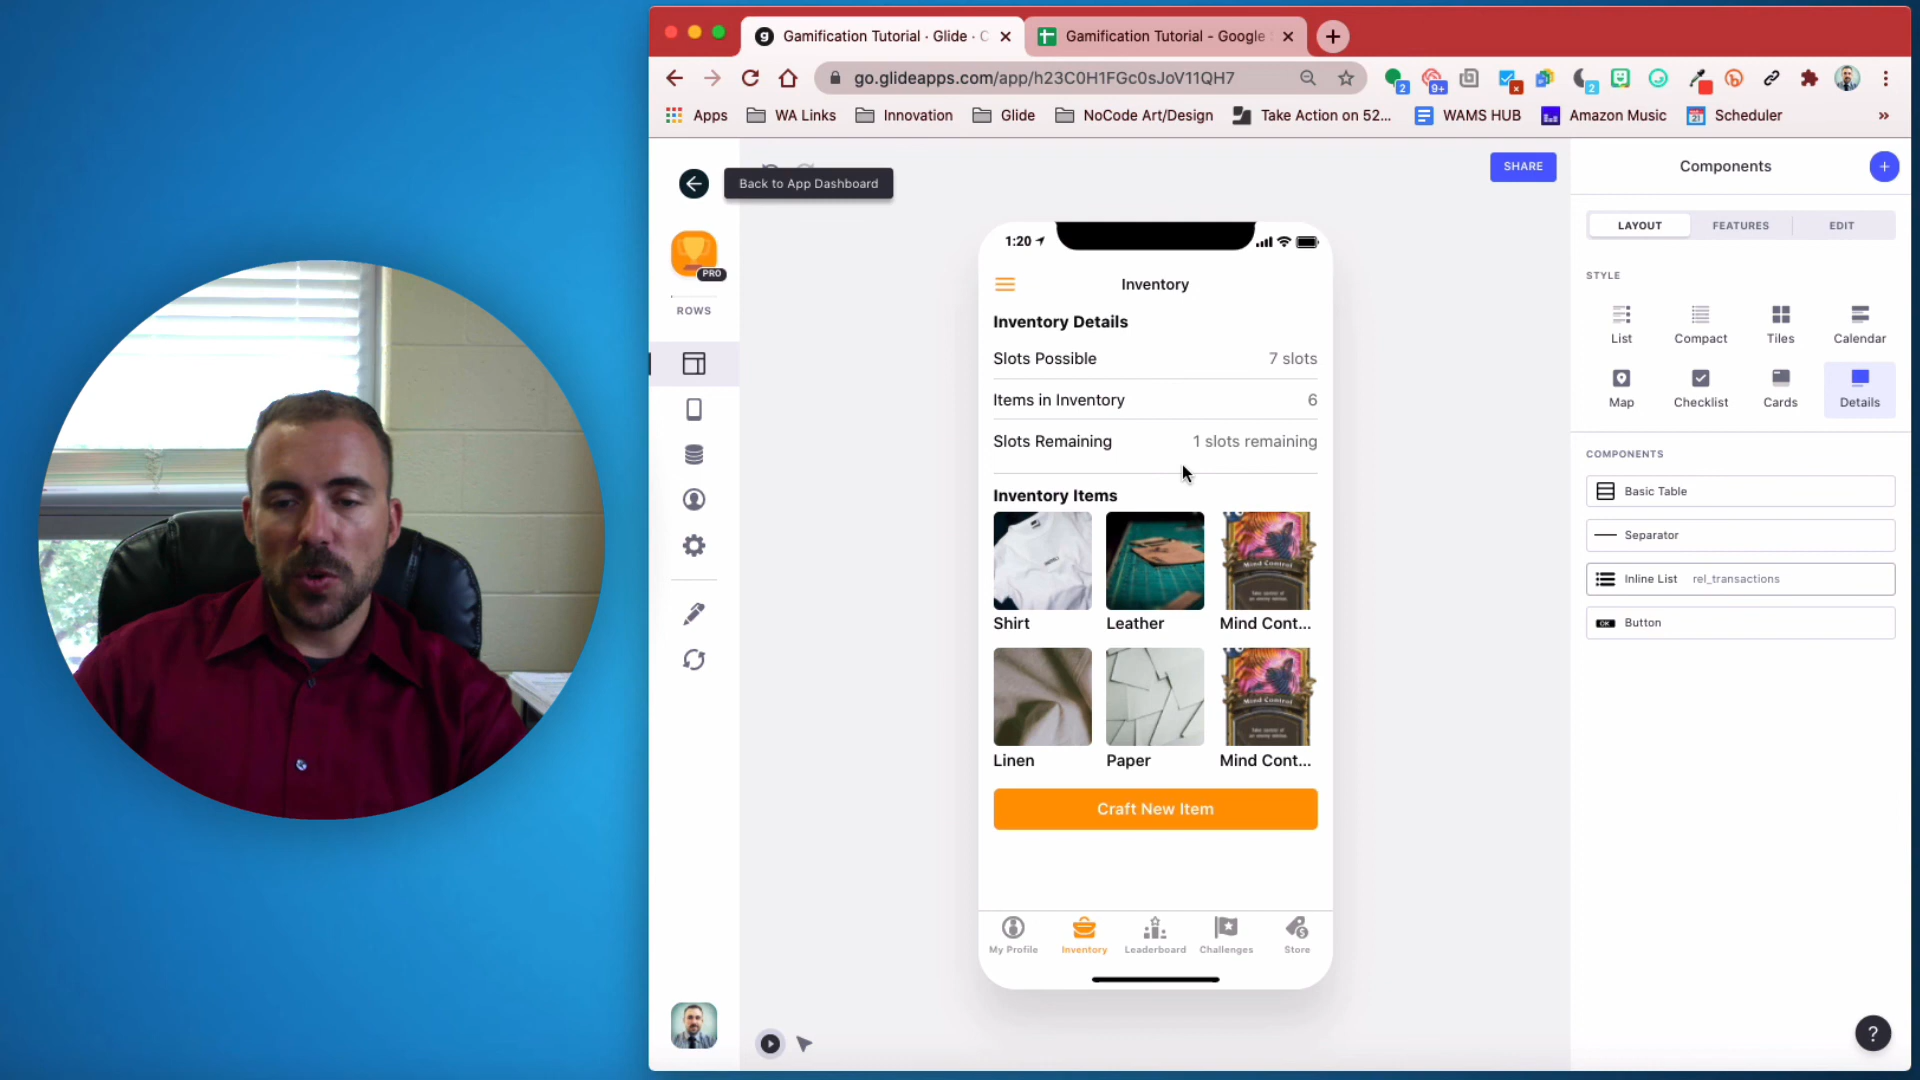 Gamification Tutorial · Glide · C
Gamification Tutorial - Google
go.glideapps.com/app/h23C0H1FGc0sJoV11QH7
2
9+
2
Apps
WA Links
Innovation
Glide
NoCode Art/Design
Take Action on 52...
WAMS HUB
Amazon Music
Scheduler
»
Back to App Dashboard
SHARE
Components
PRO
ROWS
LAYOUT
FEATURES
EDIT
STYLE
List
Compact
Tiles
Calendar
Map
Checklist
Cards
Details
COMPONENTS
Basic Table
Separator
Inline List rel_transactions
OK Button
1:20
Inventory
Inventory Details
Slots Possible 7 slots
Items in Inventory 6
Slots Remaining 1 slots remaining
Inventory Items
Shirt
Leather
Mind Cont...
Linen
Paper
Mind Cont...
Craft New Item
My Profile
Inventory
Leaderboard
Challenges
Store
?